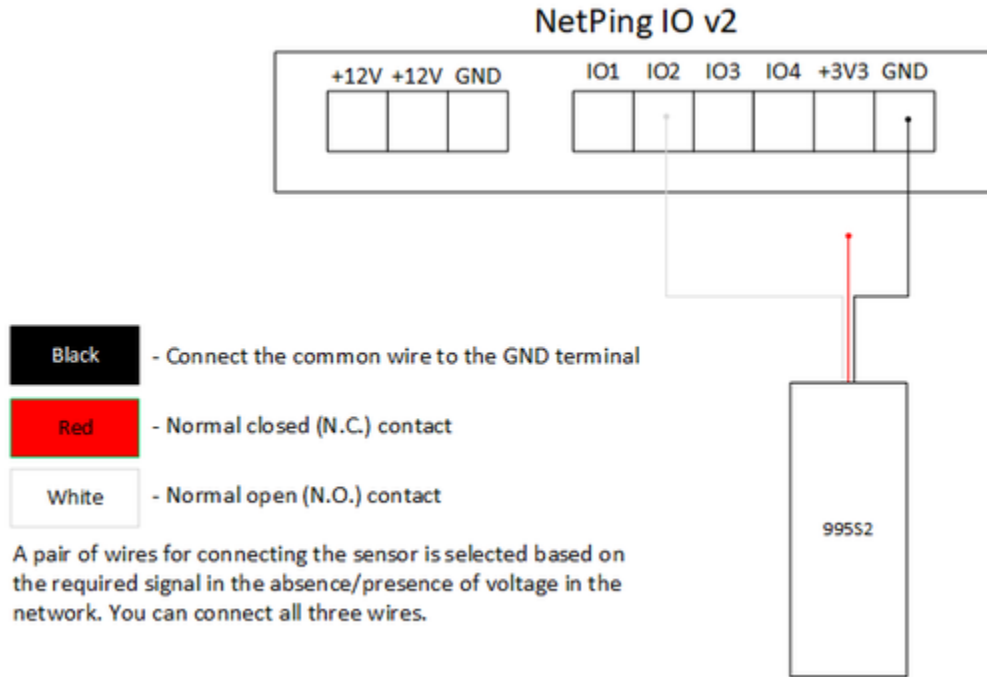 NetPing IO v2
+12V +12V GND
IO1 IO2 IO3 IO4 +3V3 GND
Black - Connect the common wire to the GND terminal
Red - Normal closed (N.C.) contact
White - Normal open (N.O.) contact
995S2
A pair of wires for connecting the sensor is selected based on
the required signal in the absence/presence of voltage in the
network. You can connect all three wires.